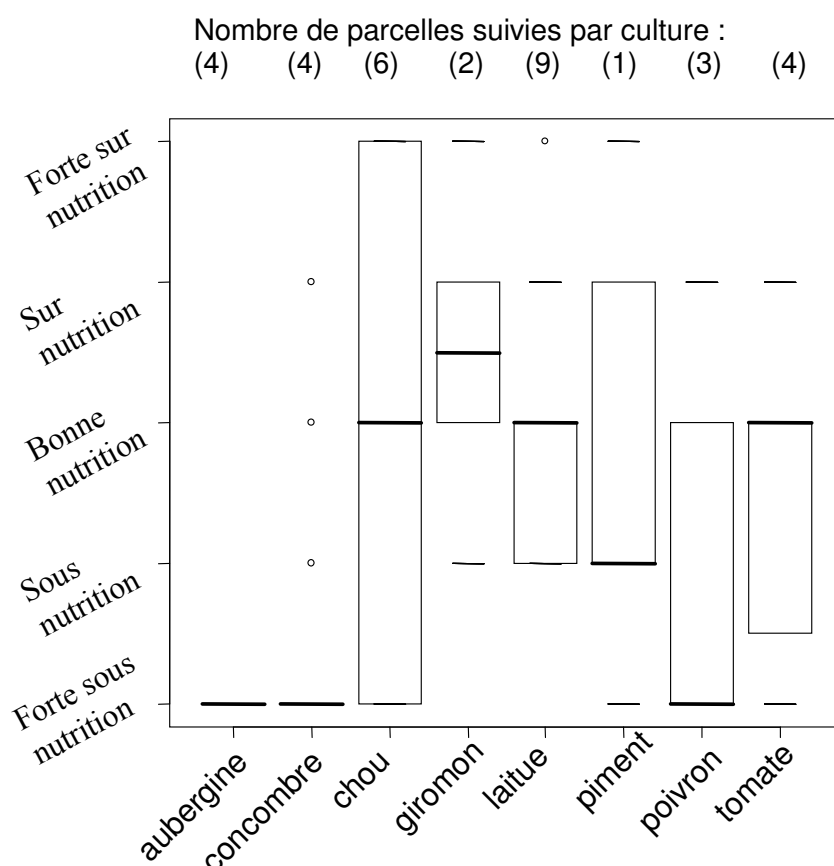 Nombre de parcelles suivies par culture :
(4) (4) (6) (2) (9) (1) (3) (4)
Forte sur
nutrition
Sur
nutrition
Bonne
nutrition
Sous
nutrition
Forte sous
nutrition
aubergine
concombre
chou
giromon
laitue
piment
poivron
tomate